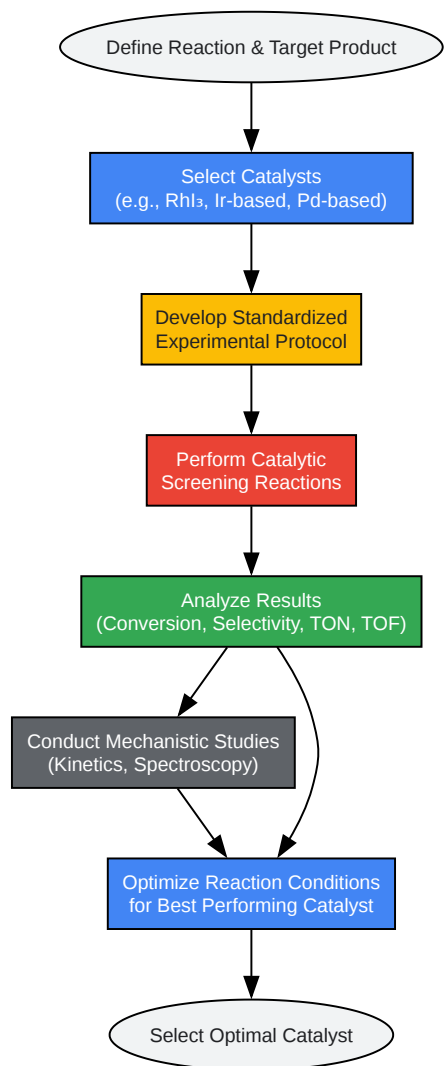 Define Reaction & Target Product
Select Catalysts
(e.g., RhI₃, Ir-based, Pd-based)
Develop Standardized
Experimental Protocol
Perform Catalytic
Screening Reactions
Analyze Results
(Conversion, Selectivity, TON, TOF)
Conduct Mechanistic Studies
(Kinetics, Spectroscopy)
Optimize Reaction Conditions
for Best Performing Catalyst
Select Optimal Catalyst